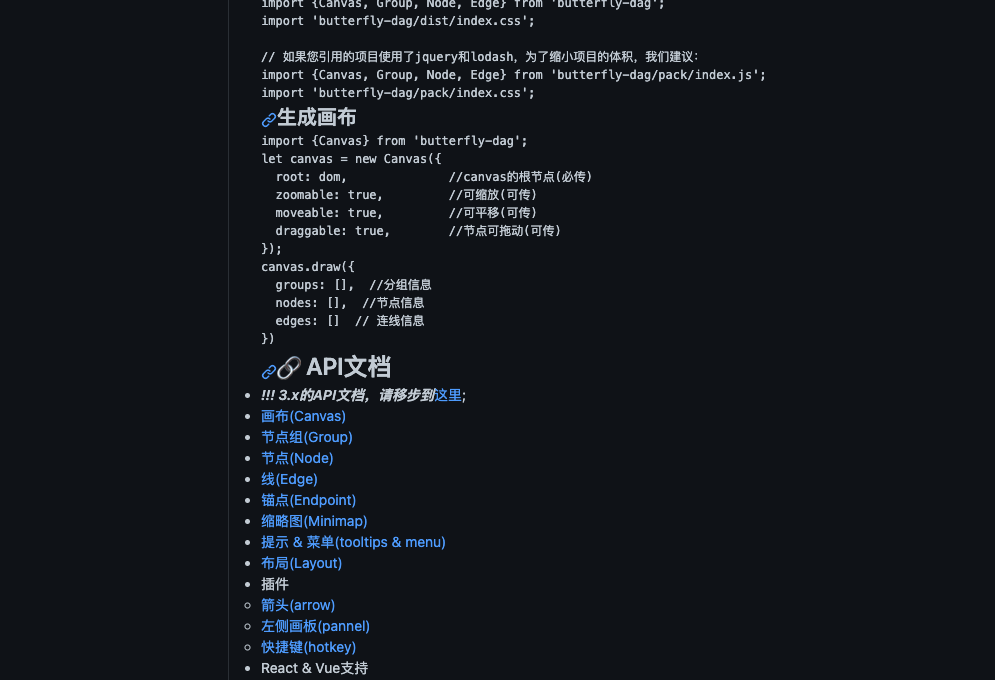 import {Canvas, Group, Node, Edge} from 'butterfly-dag';
import 'butterfly-dag/dist/index.css';
// 如果您引用的项目使用了jquery和lodash，为了缩小项目的体积，我们建议：
import {Canvas, Group, Node, Edge} from 'butterfly-dag/pack/index.js';
import 'butterfly-dag/pack/index.css';
生成画布
import {Canvas} from 'butterfly-dag';
let canvas = new Canvas({
  root: dom,              //canvas的根节点(必传)
  zoomable: true,         //可缩放(可传)
  moveable: true,         //可平移(可传)
  draggable: true,        //节点可拖动(可传)
});
canvas.draw({
  groups: [],  //分组信息
  nodes: [],  //节点信息
  edges: []  // 连线信息
})
🔗 API文档
!!! 3.x的API文档，请移步到这里;
画布(Canvas)
节点组(Group)
节点(Node)
线(Edge)
锚点(Endpoint)
缩略图(Minimap)
提示 & 菜单(tooltips & menu)
布局(Layout)
插件
箭头(arrow)
左侧画板(pannel)
快捷键(hotkey)
React & Vue支持